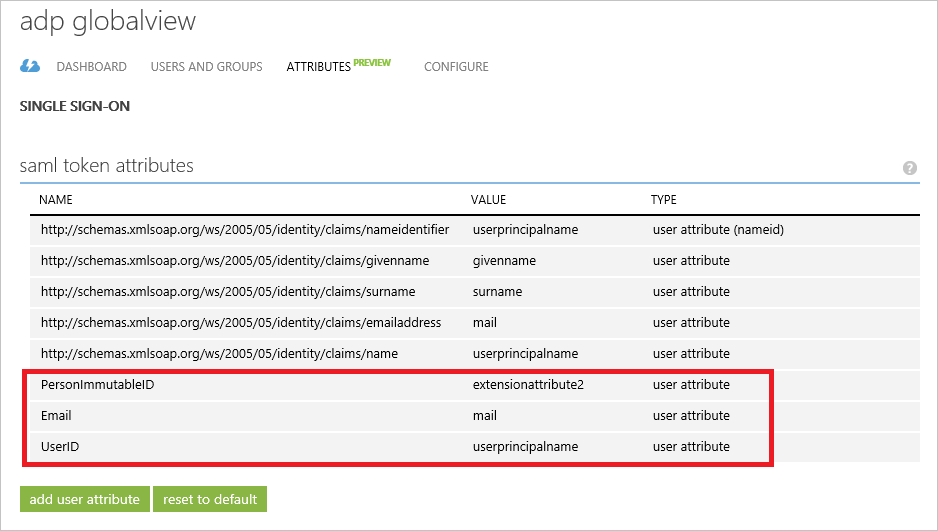 adp globalview
DASHBOARD USERS AND GROUPS ATTRIBUTES PREVIEW CONFIGURE
SINGLE SIGN-ON
saml token attributes ?
NAME VALUE TYPE
http://schemas.xmlsoap.org/ws/2005/05/identity/claims/nameidentifier userprincipalname user attribute (nameid)
http://schemas.xmlsoap.org/ws/2005/05/identity/claims/givenname givenname user attribute
http://schemas.xmlsoap.org/ws/2005/05/identity/claims/surname surname user attribute
http://schemas.xmlsoap.org/ws/2005/05/identity/claims/emailaddress mail user attribute
http://schemas.xmlsoap.org/ws/2005/05/identity/claims/name userprincipalname user attribute
PersonImmutableID extensionattribute2 user attribute
Email mail user attribute
UserID userprincipalname user attribute
add user attribute reset to default